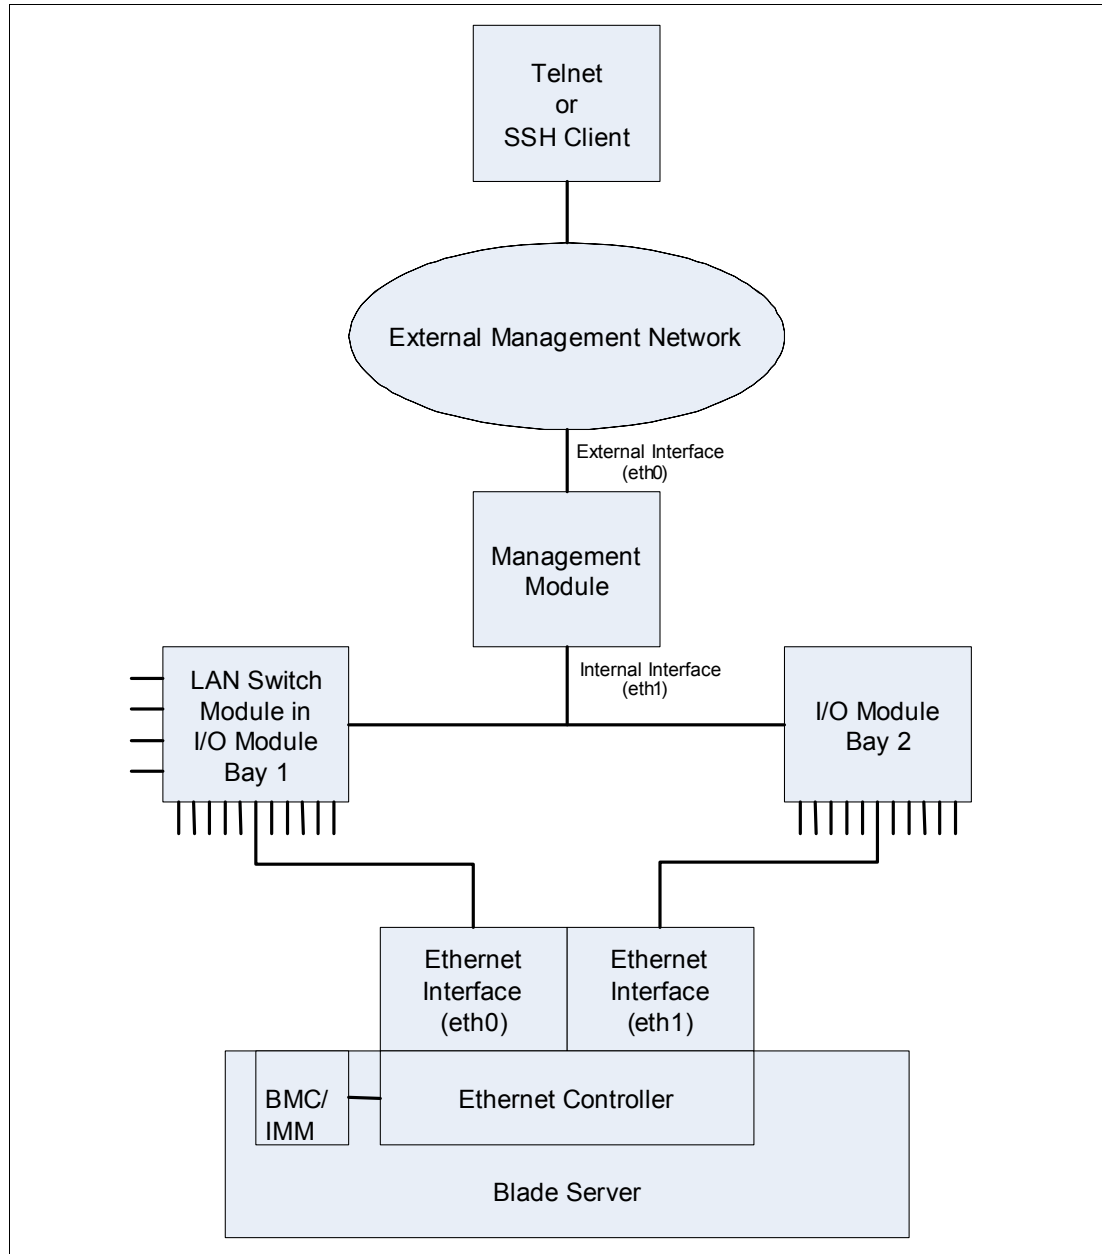 Telnet
or
SSH Client
External Management Network
External Interface
(eth0)
Management
Module
Internal Interface
(eth1)
LAN Switch
Module in
I/O Module
Bay 1
I/O Module
Bay 2
Ethernet
Interface
(eth0)
Ethernet
Interface
(eth1)
BMC/
IMM
Ethernet Controller
Blade Server